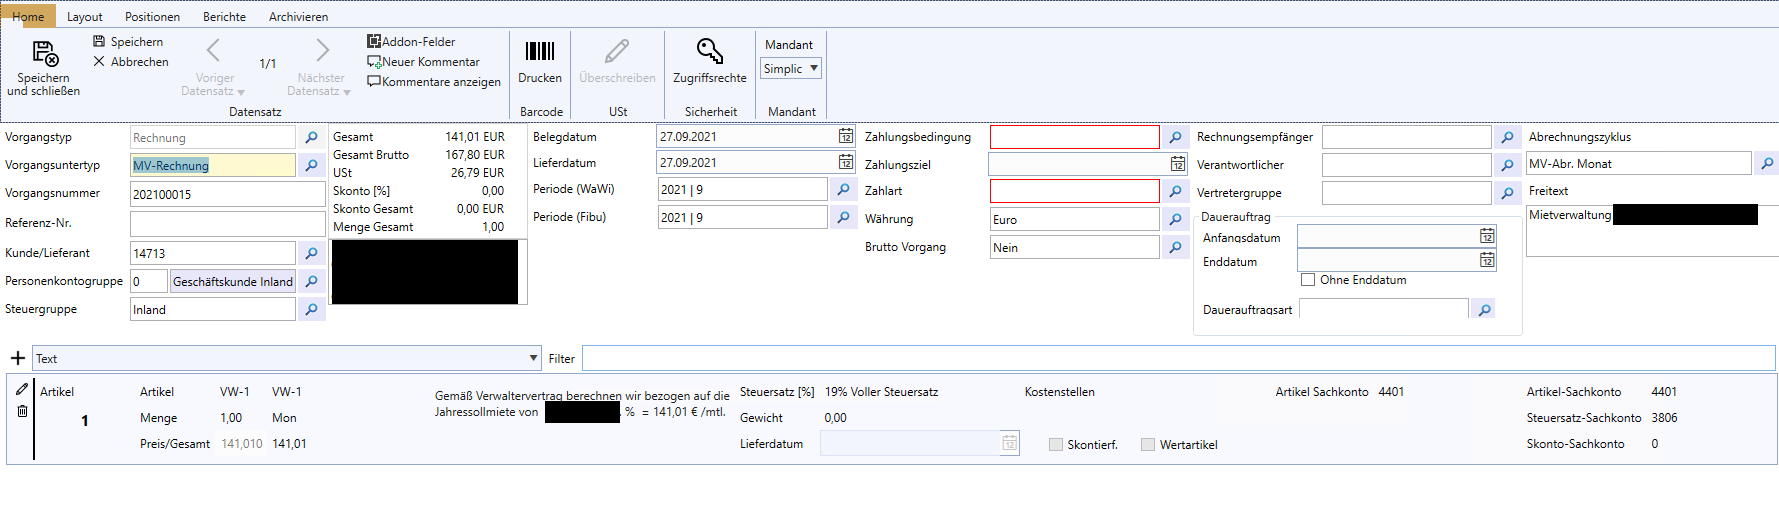 Home Layout Positionen Berichte Archivieren
Speichern und schließen
Speichern
Abbrechen
Voriger Datensatz
1/1
Nächster Datensatz
Addon-Felder
Neuer Kommentar
Kommentare anzeigen
Datensatz
Drucken
Barcode
Überschreiben
USt
Zugriffsrechte
Sicherheit
Mandant
Simplic
Mandant
Vorgangstyp Rechnung
Vorgangsuntertyp MV-Rechnung
Vorgangsnummer 202100015
Referenz-Nr.
Kunde/Lieferant 14713
Personenkontogruppe 0 Geschäftskunde Inland
Steuergruppe Inland
Gesamt 141,01 EUR
Gesamt Brutto 167,80 EUR
USt 26,79 EUR
Skonto [%] 0,00
Skonto Gesamt 0,00 EUR
Menge Gesamt 1,00
Belegdatum 27.09.2021
Lieferdatum 27.09.2021
Periode (WaWi) 2021 | 9
Periode (Fibu) 2021 | 9
Zahlungsbedingung
Zahlungsziel
Zahlart
Währung Euro
Brutto Vorgang Nein
Rechnungsempfänger
Verantwortlicher
Vertretergruppe
Dauerauftrag
Anfangsdatum
Enddatum
Ohne Enddatum
Dauerauftragsart
Abrechnungszyklus
MV-Abr. Monat
Freitext
Mietverwaltung
Text Filter
Artikel
1
Artikel VW-1 VW-1
Menge 1,00 Mon
Preis/Gesamt 141,010 141,01
Gemäß Verwaltervertrag berechnen wir bezogen auf die
Jahressollmiete von % = 141,01 € /mtl.
Steuersatz [%] 19% Voller Steuersatz
Gewicht 0,00
Lieferdatum
Kostenstellen
Skontierf. Wertartikel
Artikel Sachkonto 4401
Artikel-Sachkonto 4401
Steuersatz-Sachkonto 3806
Skonto-Sachkonto 0